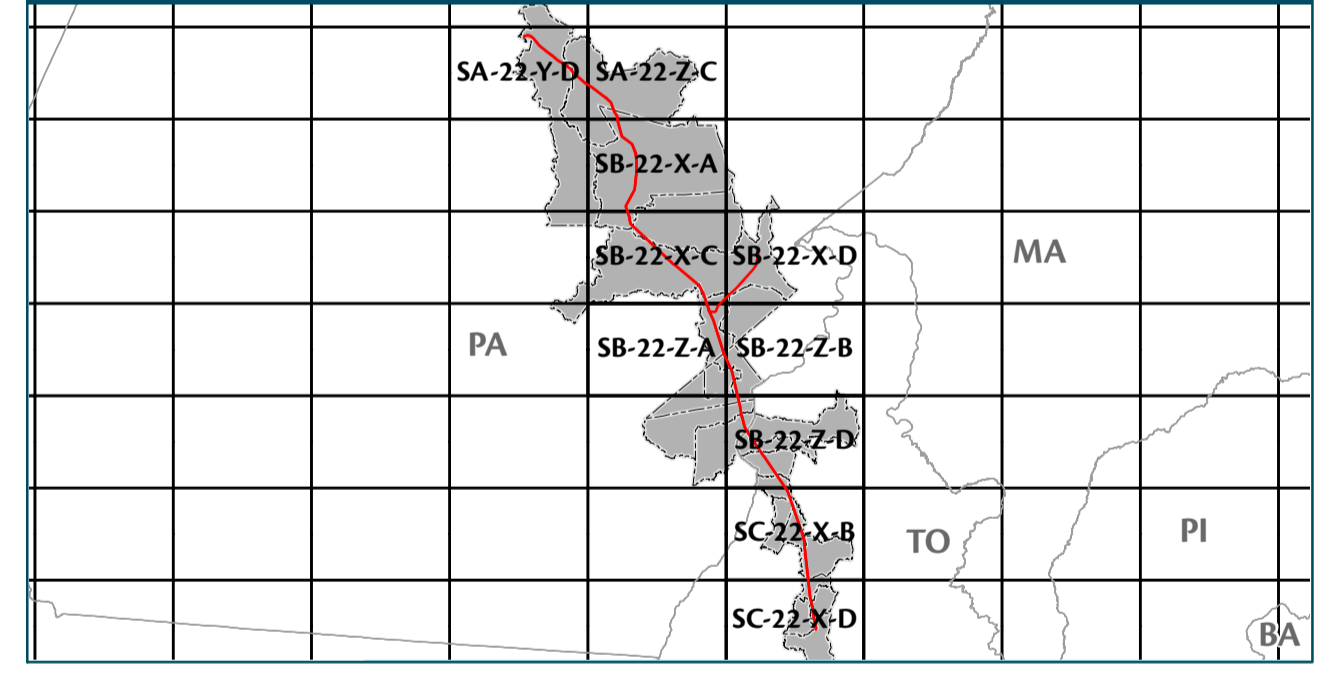 SA-22-Y-D
SA-22-Z-C
SB-22-X-A
SB-22-X-C
SB-22-X-D
MA
PA
SB-22-Z-A
SB-22-Z-B
SB-22-Z-D
SC-22-X-B
TO
PI
SC-22-X-D
BA